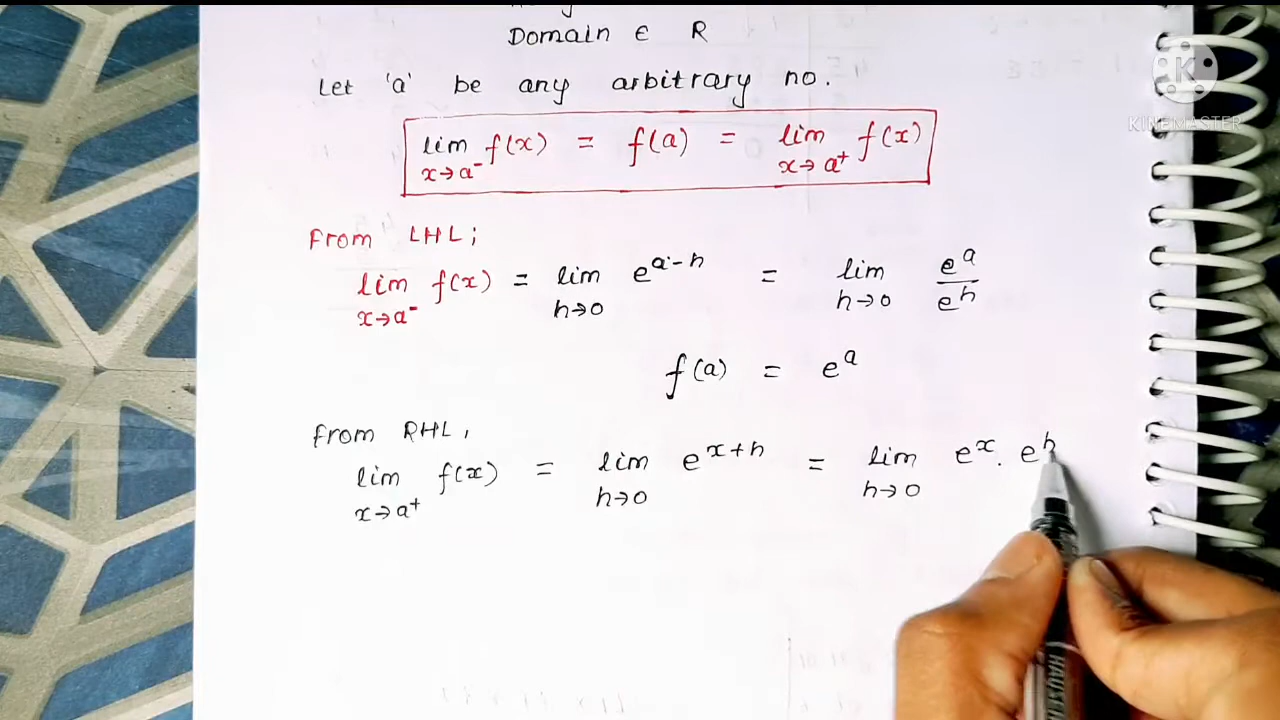 Domain ∈ R
Let 'a' be any arbitrary no.
lim x→a⁻ f(x) = f(a) = lim x→a⁺ f(x)
From LHL;
lim x→a⁻ f(x) = lim h→0 e^(a-h) = lim h→0 e^a / e^h
f(a) = e^a
From RHL,
lim x→a⁺ f(x) = lim h→0 e^(x+h) = lim h→0 e^x . e^h
K
KINEMASTER